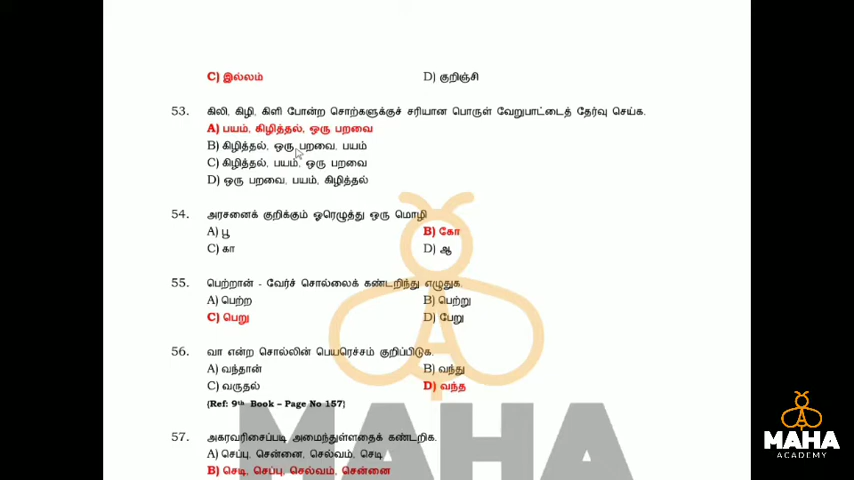 C) இல்லம் D) குறிஞ்சி
53. கிலி, கிழி, கிளி போன்ற சொற்களுக்குச் சரியான பொருள் வேறுபாட்டைத் தேர்வு செய்க.
A) பயம், கிழித்தல், ஒரு பறவை
B) கிழித்தல், ஒரு பறவை, பயம்
C) கிழித்தல், பயம், ஒரு பறவை
D) ஒரு பறவை, பயம், கிழித்தல்
54. அரசனைக் குறிக்கும் ஓரெழுத்து ஒரு மொழி
A) பூ B) கோ
C) கா D) ஆ
55. பெற்றான் - வேர்ச் சொல்லைக் கண்டறிந்து எழுதுக.
A) பெற்ற B) பெற்று
C) பெறு D) பேறு
56. வா என்ற சொல்லின் பெயரெச்சம் குறிப்பிடுக.
A) வந்தான் B) வந்து
C) வருதல் D) வந்த
(Ref: 9th Book – Page No 157)
57. அகரவரிசைப்படி அமைந்துள்ளதைக் கண்டறிக.
A) செப்பு, சென்னை, செல்வம், செடி
B) செடி, செப்பு, செல்வம், சென்னை
MAHA
MAHA
ACADEMY